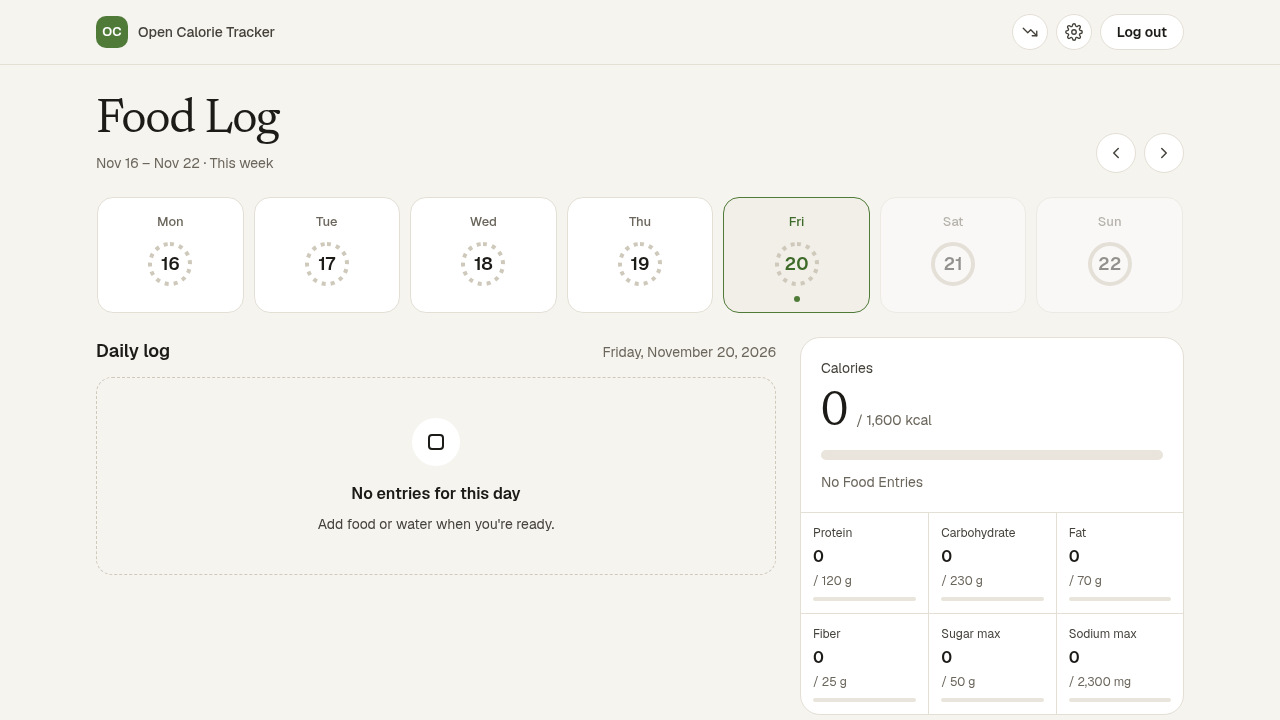 OC Open Calorie Tracker Log out
Food Log
Nov 16 – Nov 22 · This week
Mon Tue Wed Thu Fri Sat Sun
16 17 18 19 20 21 22
Daily log Friday, November 20, 2026
No entries for this day
Add food or water when you're ready.
Calories
0 / 1,600 kcal
No Food Entries
Protein Carbohydrate Fat
0 0 0
/ 120 g / 230 g / 70 g
Fiber Sugar max Sodium max
0 0 0
/ 25 g / 50 g / 2,300 mg